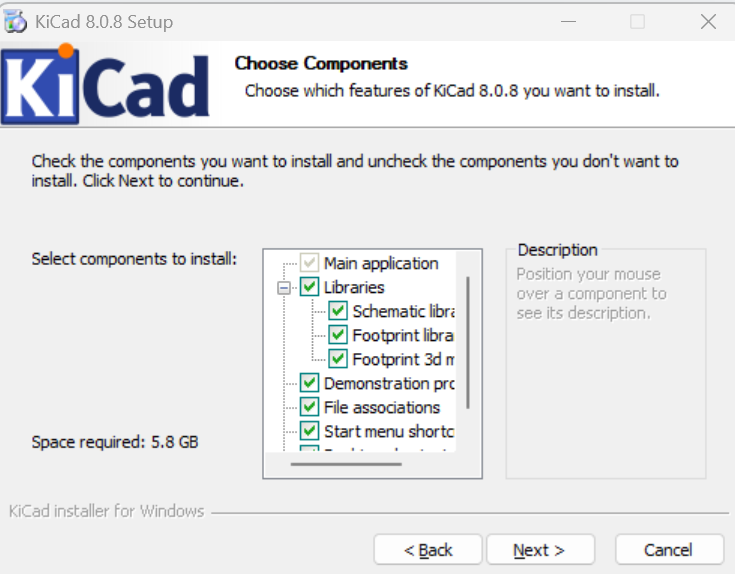 KiCad 8.0.8 Setup
KiCad
Choose Components
Choose which features of KiCad 8.0.8 you want to install.
Check the components you want to install and uncheck the components you don't want to
install. Click Next to continue.
Select components to install:
Main application
Libraries
Schematic libra
Footprint libra
Footprint 3d m
Demonstration pro
File associations
Start menu shortc
Space required: 5.8 GB
Description
Position your mouse
over a component to
see its description.
KiCad installer for Windows
< Back
Next >
Cancel